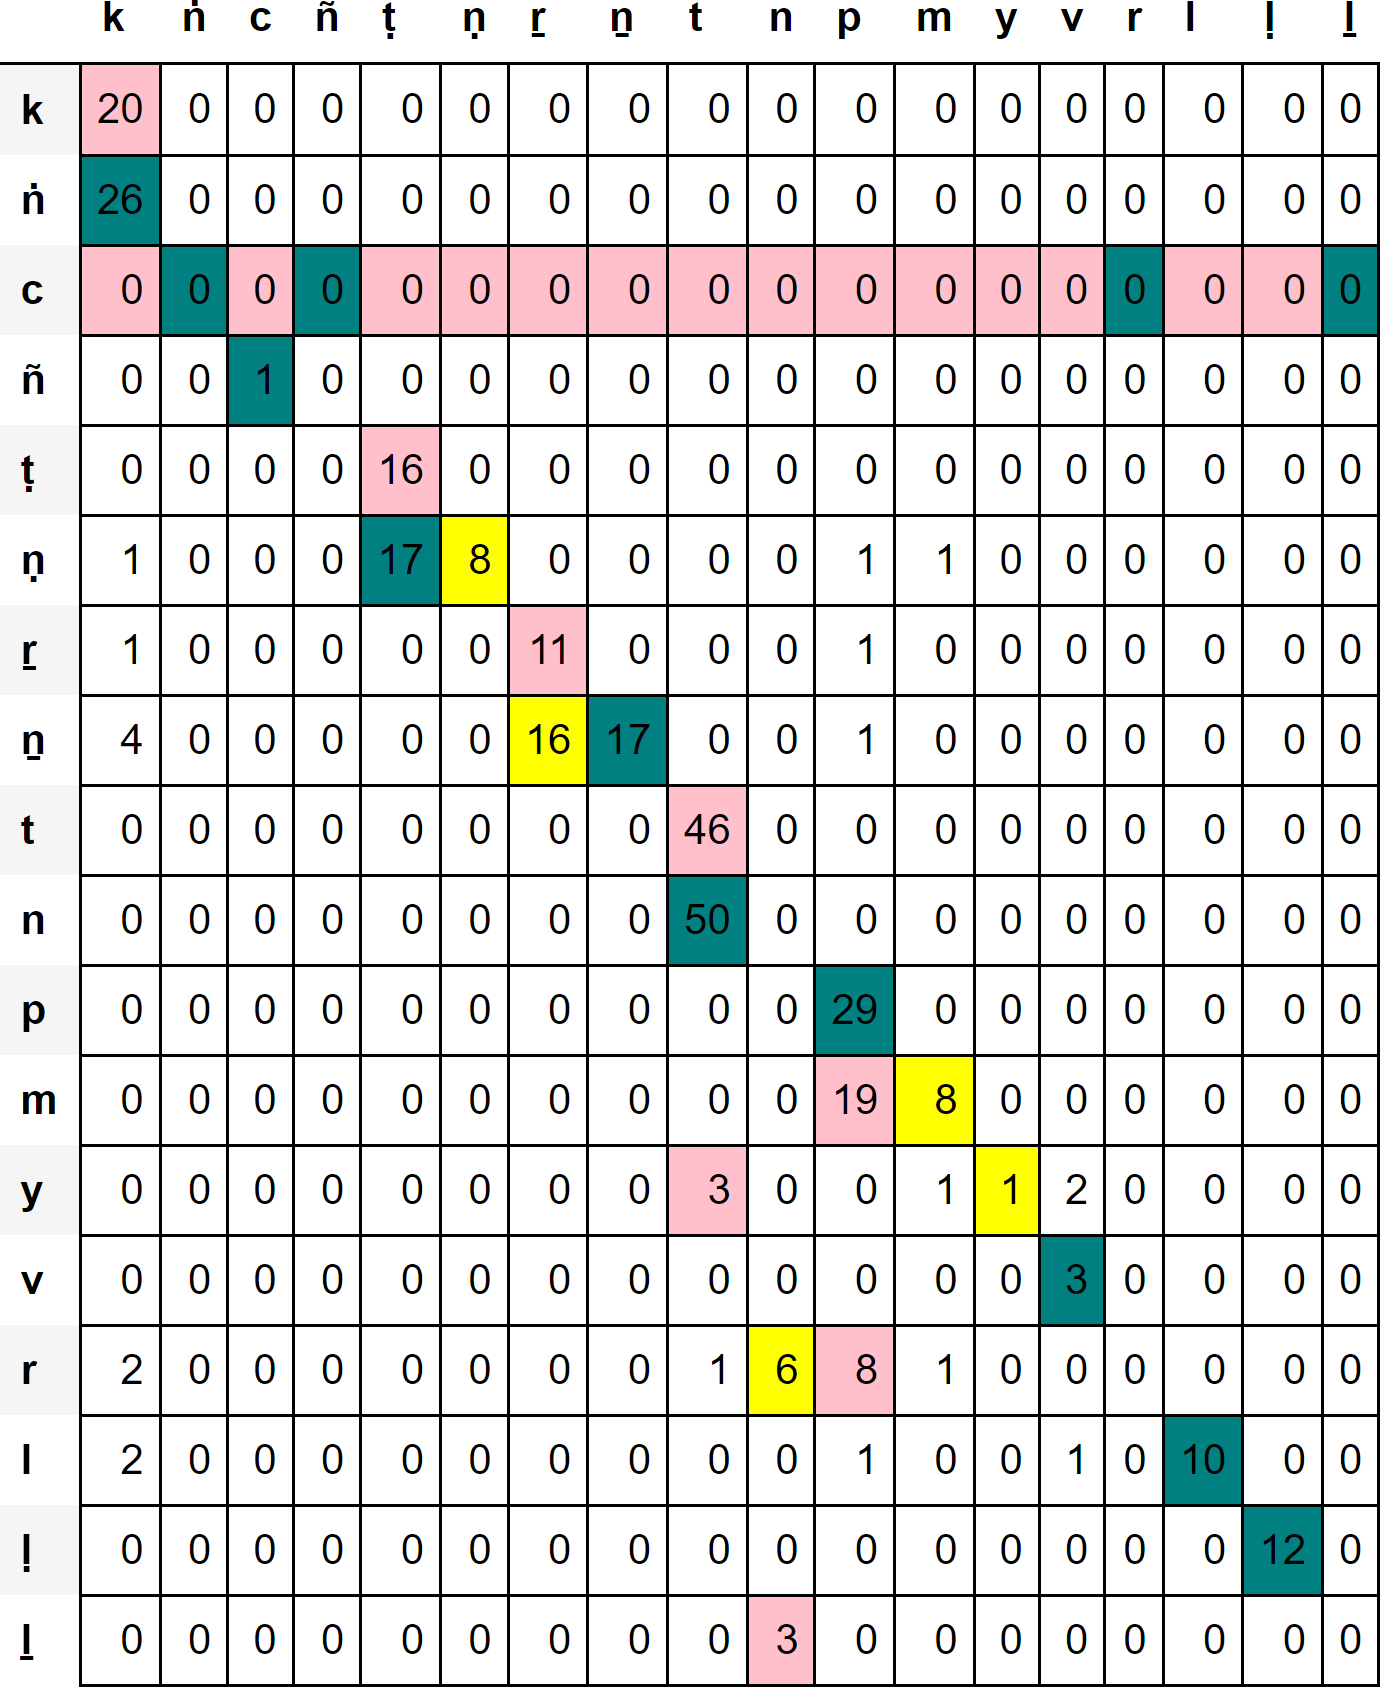 k ṅ c ñ ṭ ṇ ṟ ṉ t n p m y v r l ḷ ḻ
k 20 0 0 0 0 0 0 0 0 0 0 0 0 0 0 0 0 0
ṅ 26 0 0 0 0 0 0 0 0 0 0 0 0 0 0 0 0 0
c 0 0 0 0 0 0 0 0 0 0 0 0 0 0 0 0 0 0
ñ 0 0 1 0 0 0 0 0 0 0 0 0 0 0 0 0 0 0
ṭ 0 0 0 0 16 0 0 0 0 0 0 0 0 0 0 0 0 0
ṇ 1 0 0 0 17 8 0 0 0 0 1 1 0 0 0 0 0 0
ṟ 1 0 0 0 0 0 11 0 0 0 1 0 0 0 0 0 0 0
ṉ 4 0 0 0 0 0 16 17 0 0 1 0 0 0 0 0 0 0
t 0 0 0 0 0 0 0 0 46 0 0 0 0 0 0 0 0 0
n 0 0 0 0 0 0 0 0 50 0 0 0 0 0 0 0 0 0
p 0 0 0 0 0 0 0 0 0 0 29 0 0 0 0 0 0 0
m 0 0 0 0 0 0 0 0 0 0 19 8 0 0 0 0 0 0
y 0 0 0 0 0 0 0 0 3 0 0 1 1 2 0 0 0 0
v 0 0 0 0 0 0 0 0 0 0 0 0 0 3 0 0 0 0
r 2 0 0 0 0 0 0 0 1 6 8 1 0 0 0 0 0 0
l 2 0 0 0 0 0 0 0 0 0 1 0 0 1 0 10 0 0
ḷ 0 0 0 0 0 0 0 0 0 0 0 0 0 0 0 0 12 0
ḻ 0 0 0 0 0 0 0 0 0 3 0 0 0 0 0 0 0 0